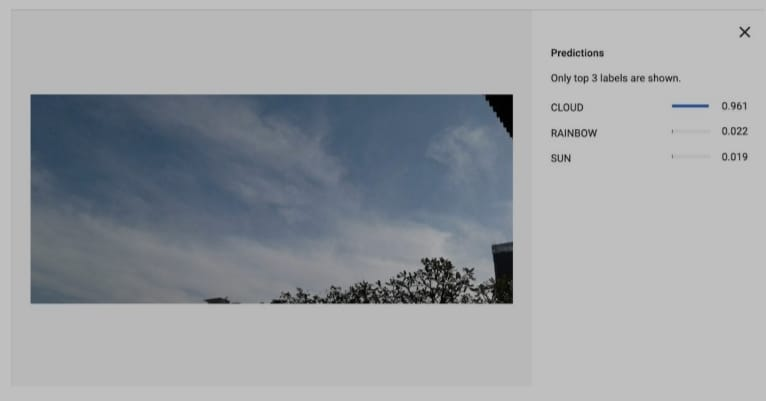 Predictions
Only top 3 labels are shown.
CLOUD 0.961
RAINBOW 0.022
SUN 0.019